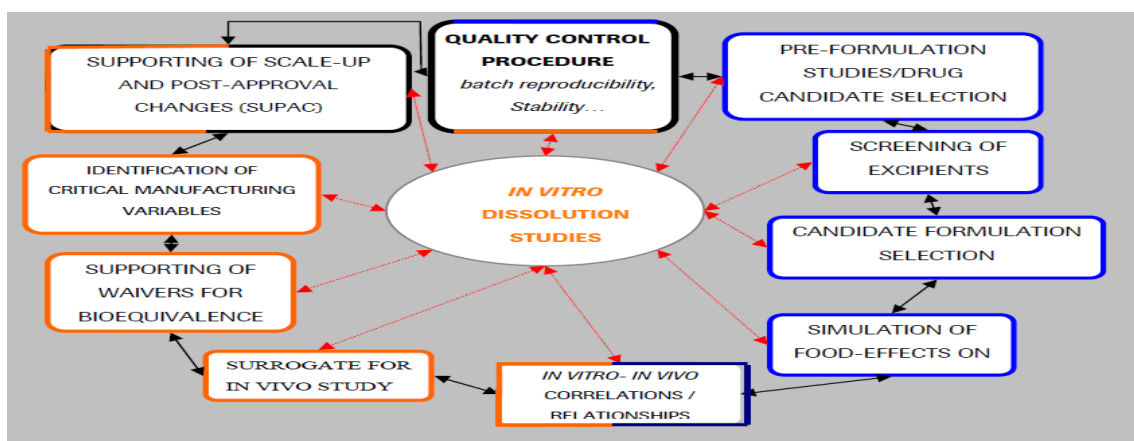 QUALITY CONTROL
PROCEDURE
batch reproducibility,
Stability...
SUPPORTING OF SCALE-UP
AND POST-APPROVAL
CHANGES (SUPAC)
PRE-FORMULATION
STUDIES/DRUG
CANDIDATE SELECTION
IDENTIFICATION OF
CRITICAL MANUFACTURING
VARIABLES
SCREENING OF
EXCIPIENTS
IN VITRO
DISSOLUTION
STUDIES
CANDIDATE FORMULATION
SELECTION
SUPPORTING OF
WAIVERS FOR
BIOEQUIVALENCE
SIMULATION OF
FOOD-EFFECTS ON
SURROGATE FOR
IN VIVO STUDY
IN VITRO- IN VIVO
CORRELATIONS /
RELATIONSHIPS